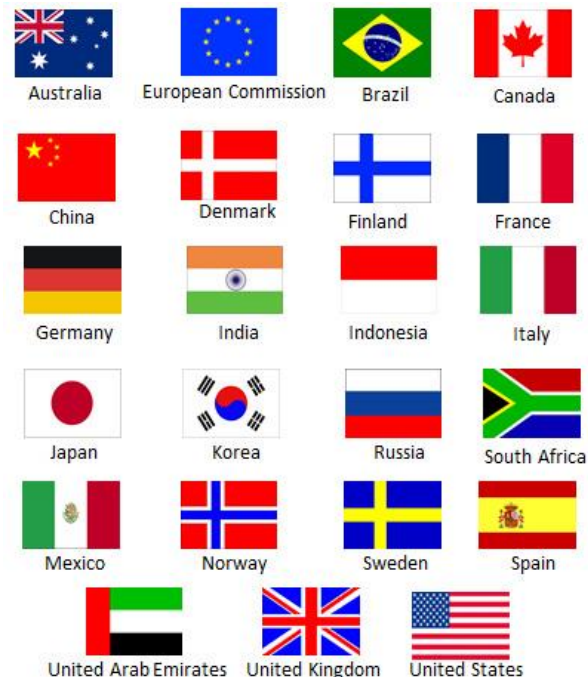 Australia European Commission Brazil Canada
China Denmark Finland France
Germany India Indonesia Italy
Japan Korea Russia South Africa
Mexico Norway Sweden Spain
United Arab Emirates United Kingdom United States